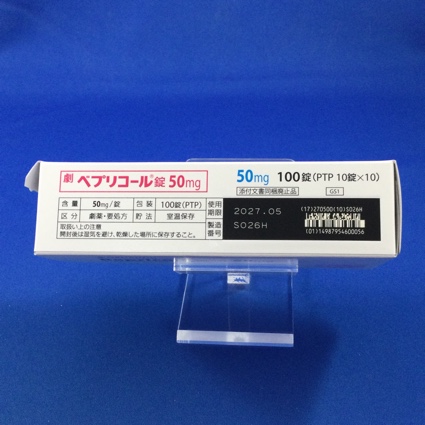 劇 ベプリコール®錠 50mg
50mg 100錠(PTP 10錠×10)
添付文書同梱廃止品 GS1
含量 50mg/錠 包装 100錠(PTP)
区分 劇薬・要処方 貯法 室温保存
取扱い上の注意
開封後は湿気を避け、乾燥した場所に保存すること。
使用期限 2027.05
製造番号 S026H
(17)270500(10)S026H
(01)14987954600056